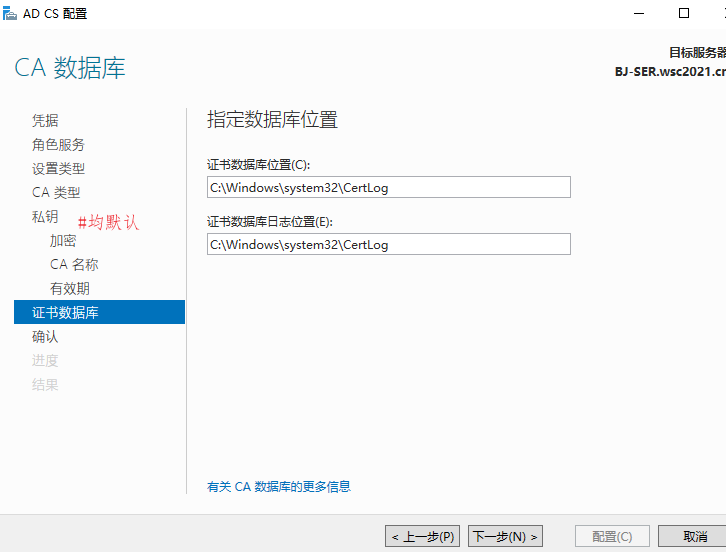 AD CS 配置
CA 数据库
目标服务器
BJ-SER.wsc2021.cn
凭据
角色服务
设置类型
CA 类型
私钥
#均默认
加密
CA 名称
有效期
证书数据库
确认
进度
结果
指定数据库位置
证书数据库位置(C):
C:\Windows\system32\CertLog
证书数据库日志位置(E):
C:\Windows\system32\CertLog
有关 CA 数据库的更多信息
< 上一步(P)
下一步(N) >
配置(C)
取消